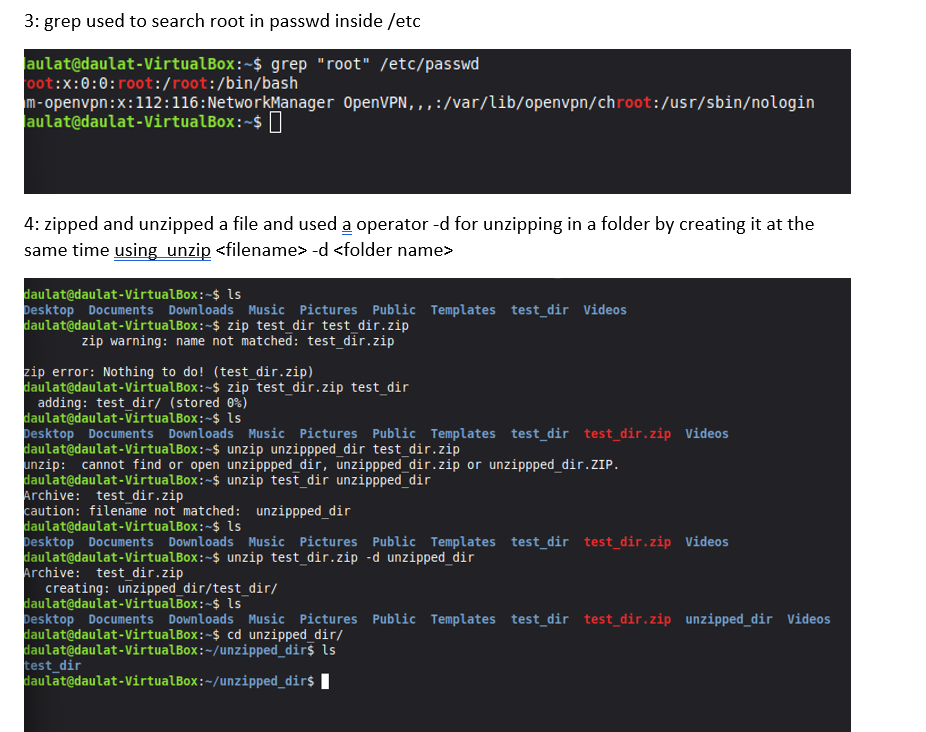 3: grep used to search root in passwd inside /etc
aulat@daulat-VirtualBox:~$ grep "root" /etc/passwd
oot:x:0:0:root:/root:/bin/bash
m-openvpn:x:112:116:NetworkManager OpenVPN,,,:/var/lib/openvpn/chroot:/usr/sbin/nologin
aulat@daulat-VirtualBox:~$
4: zipped and unzipped a file and used a operator -d for unzipping in a folder by creating it at the
same time using unzip <filename> -d <folder name>
daulat@daulat-VirtualBox:~$ ls
Desktop Documents Downloads Music Pictures Public Templates test_dir Videos
daulat@daulat-VirtualBox:~$ zip test_dir test_dir.zip
zip warning: name not matched: test_dir.zip
zip error: Nothing to do! (test_dir.zip)
daulat@daulat-VirtualBox:~$ zip test_dir.zip test_dir
adding: test_dir/ (stored 0%)
daulat@daulat-VirtualBox:~$ ls
Desktop Documents Downloads Music Pictures Public Templates test_dir test_dir.zip Videos
daulat@daulat-VirtualBox:~$ unzip unzippped_dir test_dir.zip
unzip: cannot find or open unzippped_dir, unzippped_dir.zip or unzippped_dir.ZIP.
daulat@daulat-VirtualBox:~$ unzip test_dir unzippped_dir
Archive: test_dir.zip
caution: filename not matched: unzippped_dir
daulat@daulat-VirtualBox:~$ ls
Desktop Documents Downloads Music Pictures Public Templates test_dir test_dir.zip Videos
daulat@daulat-VirtualBox:~$ unzip test_dir.zip -d unzipped_dir
Archive: test_dir.zip
creating: unzipped_dir/test_dir/
daulat@daulat-VirtualBox:~$ ls
Desktop Documents Downloads Music Pictures Public Templates test_dir test_dir.zip unzipped_dir Videos
daulat@daulat-VirtualBox:~$ cd unzipped_dir/
daulat@daulat-VirtualBox:~/unzipped_dir$ ls
test_dir
daulat@daulat-VirtualBox:~/unzipped_dir$